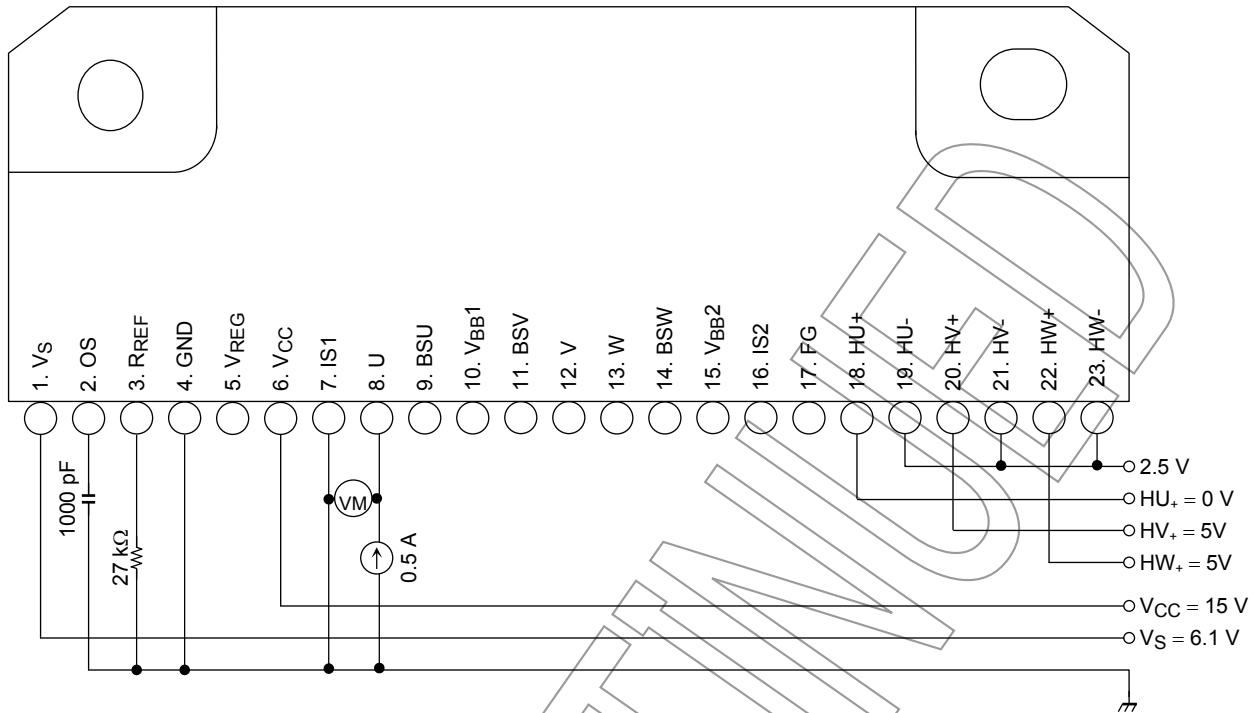 1. VS
2. OS
3. RREF
4. GND
5. VREG
6. VCC
7. IS1
8. U
9. BSU
10. VBB1
11. BSV
12. V
13. W
14. BSW
15. VBB2
16. IS2
17. FG
18. HU+
19. HU-
20. HV+
21. HV-
22. HW+
23. HW-
1000 pF
27 kΩ
VM
0.5 A
2.5 V
HU+ = 0 V
HV+ = 5V
HW+ = 5V
VCC = 15 V
VS = 6.1 V